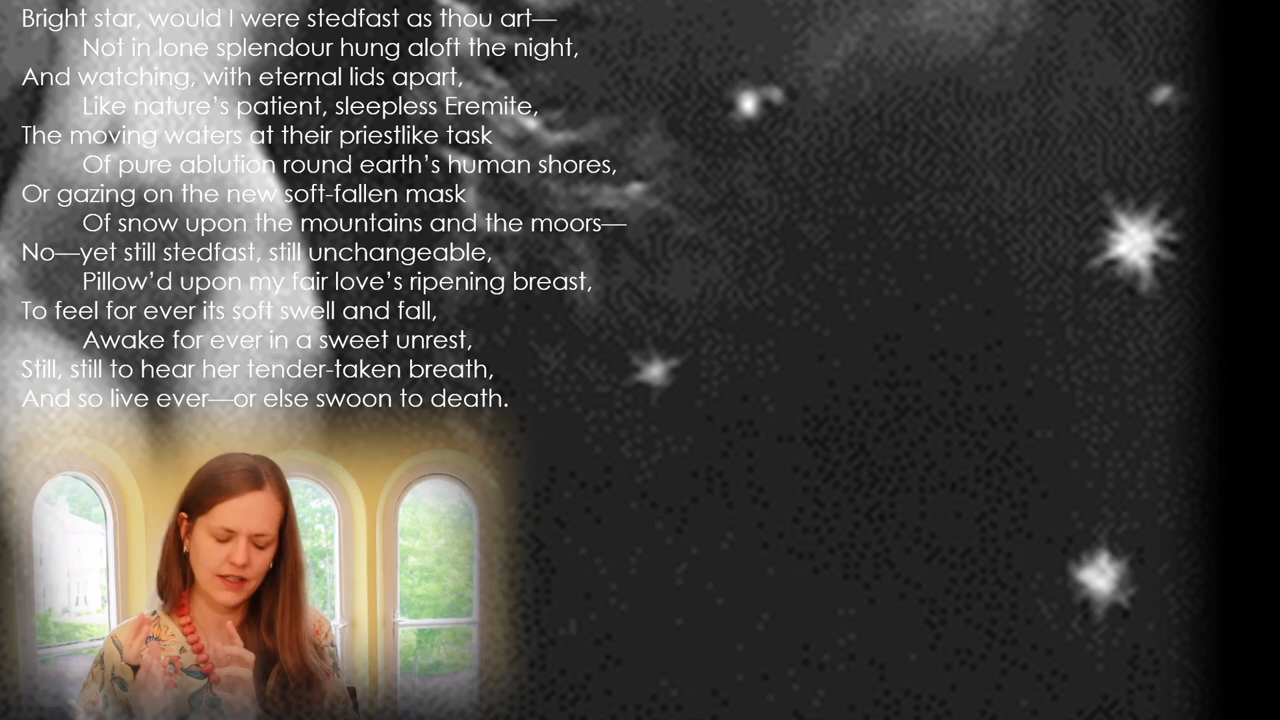 Bright star, would I were stedfast as thou art—
Not in lone splendour hung aloft the night,
And watching, with eternal lids apart,
Like nature’s patient, sleepless Eremite,
The moving waters at their priestlike task
Of pure ablution round earth’s human shores,
Or gazing on the new soft-fallen mask
Of snow upon the mountains and the moors—
No—yet still stedfast, still unchangeable,
Pillow’d upon my fair love’s ripening breast,
To feel for ever its soft swell and fall,
Awake for ever in a sweet unrest,
Still, still to hear her tender-taken breath,
And so live ever—or else swoon to death.